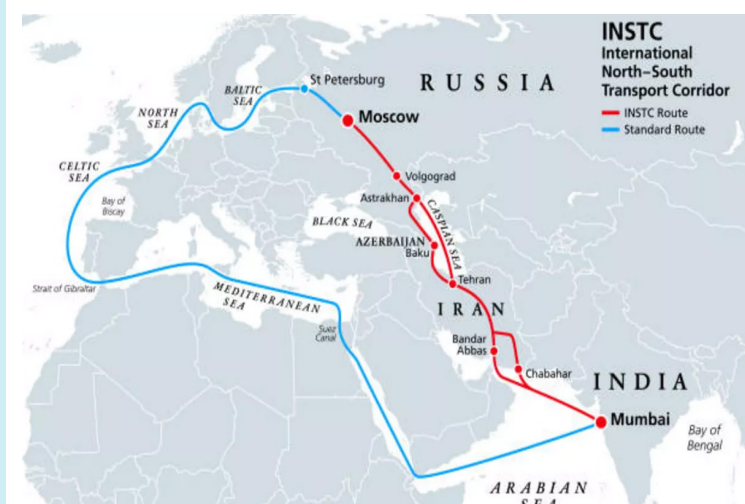 INSTC
International
North–South
Transport Corridor
INSTC Route
Standard Route
St Petersburg
RUSSIA
BALTIC
SEA
NORTH
SEA
Moscow
CELTIC
SEA
Volgograd
Bay of
Biscay
Astrakhan
CASPIAN SEA
BLACK SEA
AZERBAIJAN
Baku
Strait of Gibraltar
MEDITERRANEAN
SEA
Tehran
IRAN
Suez
Canal
Bandar
Abbas
Chabahar
INDIA
Mumbai
Bay of
Bengal
ARABIAN
SEA